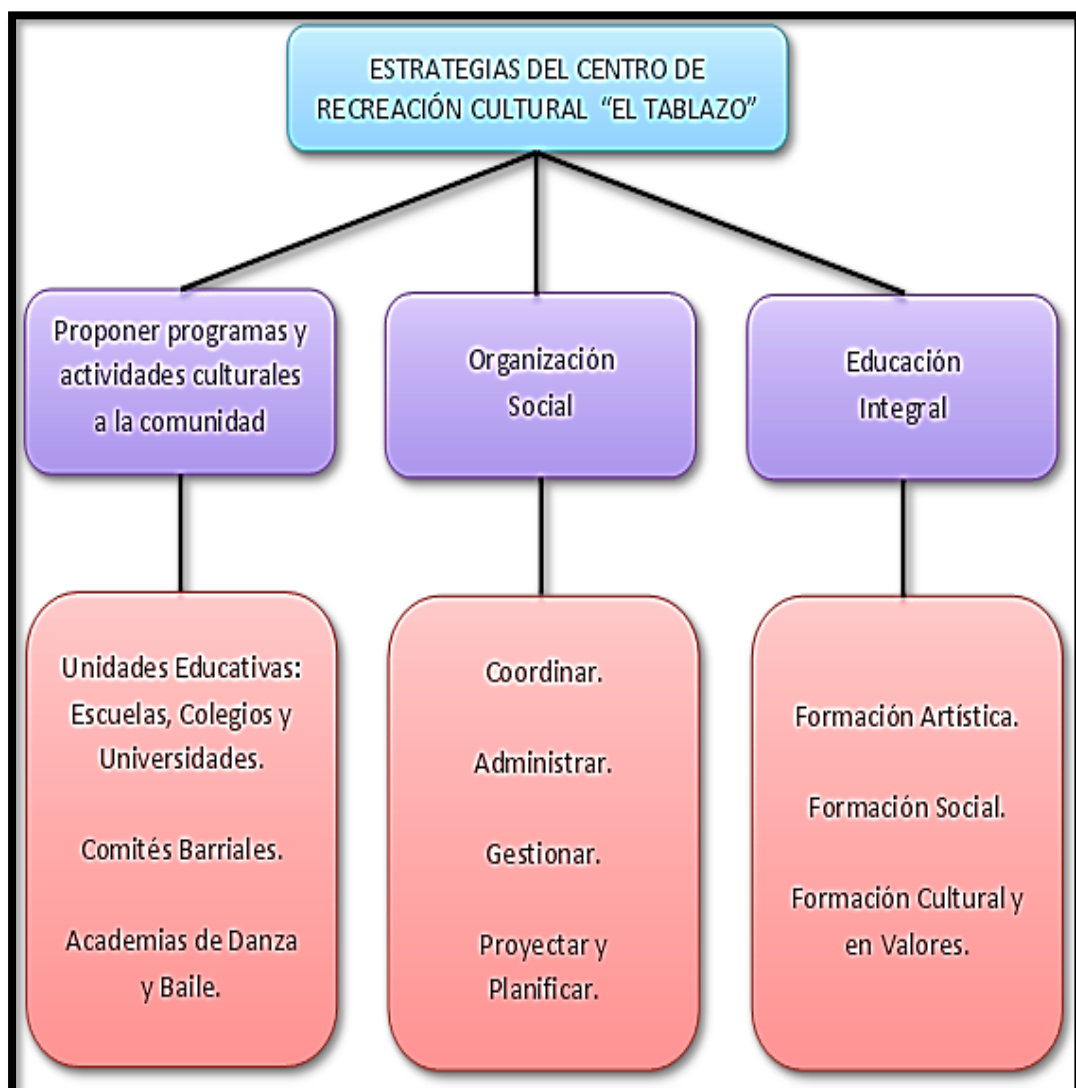 ESTRATEGIAS DEL CENTRO DE
RECREACIÓN CULTURAL “EL TABLAZO”
Proponer programas y
actividades culturales
a la comunidad
Organización
Social
Educación
Integral
Unidades Educativas:
Escuelas, Colegios y
Universidades.
Comités Barriales.
Academias de Danza
y Baile.
Coordinar.
Administrar.
Gestionar.
Proyectar y
Planificar.
Formación Artística.
Formación Social.
Formación Cultural y
en Valores.